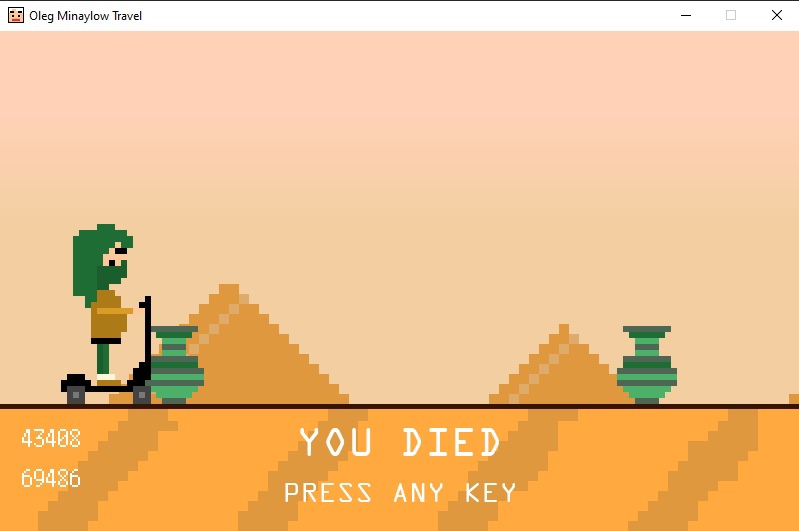 Oleg Minaylow Travel
43408
69486
YOU DIED
PRESS ANY KEY